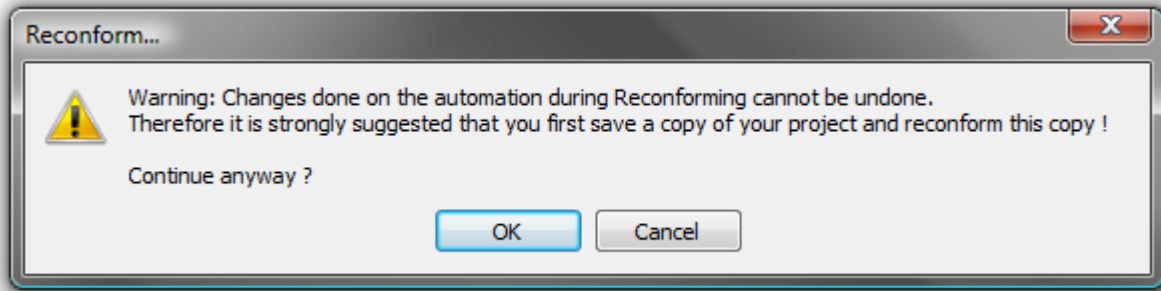 Reconform...
Warning: Changes done on the automation during Reconforming cannot be undone.
Therefore it is strongly suggested that you first save a copy of your project and reconform this copy !
Continue anyway ?
OK
Cancel